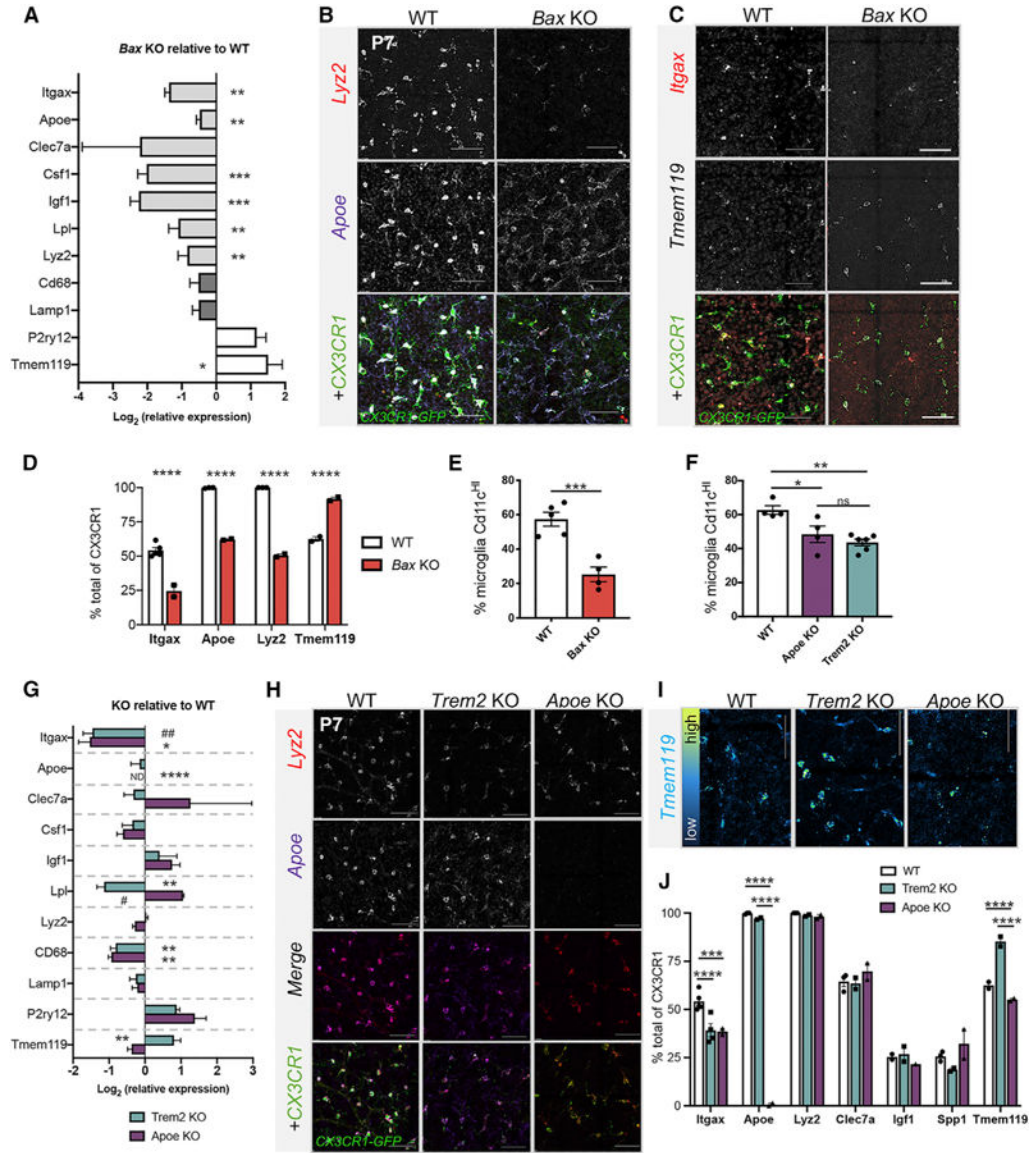 A
Bax KO relative to WT
Itgax
**
Apoe
**
Clec7a
Csf1
***
Igf1
***
Lpl
**
Lyz2
**
Cd68
Lamp1
P2ry12
Tmem119
*
-4 -3 -2 -1 0 1 2
Log2 (relative expression)
B
WT Bax KO
P7
Lyz2
Apoe
+CX3CR1
CX3CR1-GFP
C
WT Bax KO
Itgax
Tmem119
+CX3CR1
CX3CR1-GFP
D
**** **** **** ****
% total of CX3CR1
100
75
50
25
0
Itgax Apoe Lyz2 Tmem119
WT
Bax KO
E
***
% microglia Cd11cHI
80
60
40
20
0
WT
Bax KO
F
**
*
ns
% microglia Cd11cHI
80
60
40
20
0
WT
Apoe KO
Trem2 KO
G
KO relative to WT
Itgax
##
*
Apoe
ND
****
Clec7a
Csf1
Igf1
Lpl
**
#
Lyz2
CD68
**
**
Lamp1
P2ry12
Tmem119
**
-2 -1 0 1 2 3
Log2 (relative expression)
Trem2 KO
Apoe KO
H
WT Trem2 KO Apoe KO
P7
Lyz2
Apoe
Merge
+CX3CR1
CX3CR1-GFP
I
WT Trem2 KO Apoe KO
Tmem119
high
low
J
WT
Trem2 KO
Apoe KO
% total of CX3CR1
100
75
50
25
0
***
****
****
****
****
****
Itgax Apoe Lyz2 Clec7a Igf1 Spp1 Tmem119